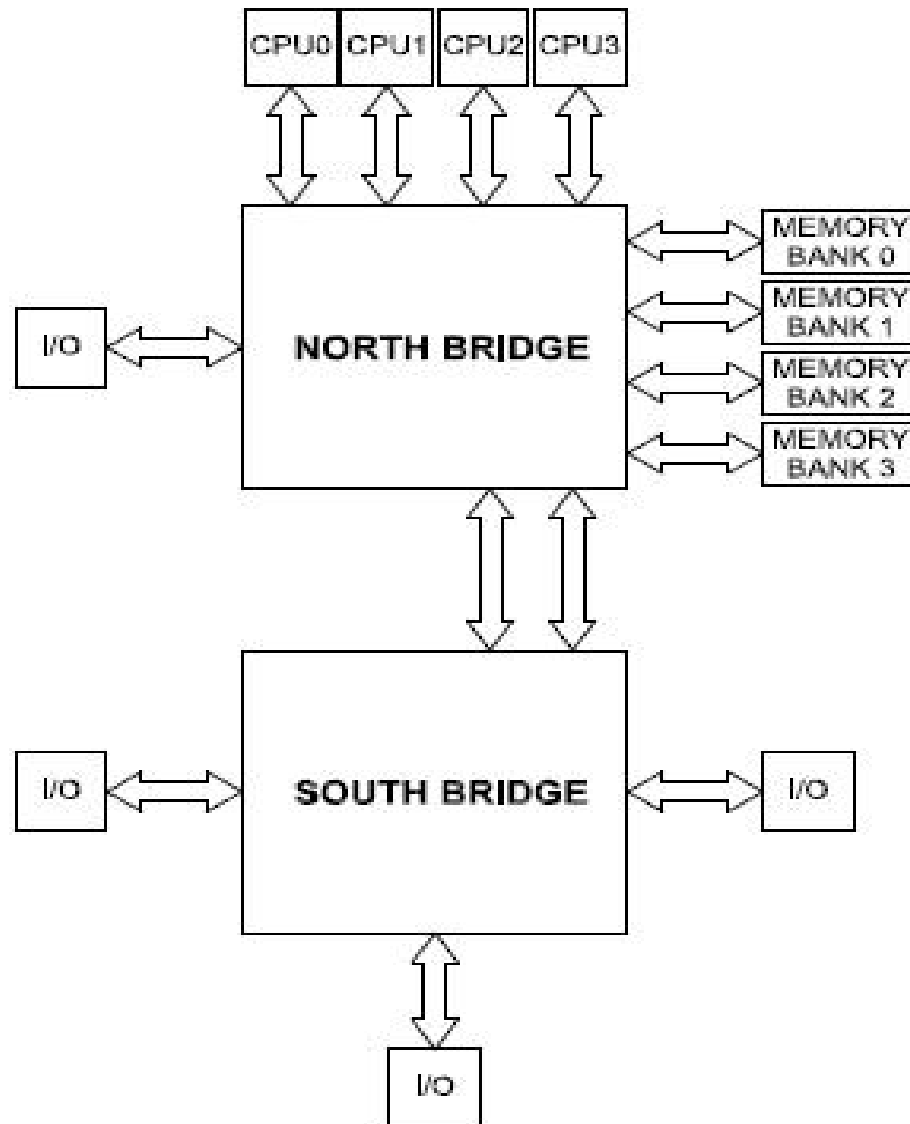 CPU0 CPU1 CPU2 CPU3
MEMORY
BANK 0
MEMORY
BANK 1
I/O
NORTH BRIDGE
MEMORY
BANK 2
MEMORY
BANK 3
I/O
SOUTH BRIDGE
I/O
I/O